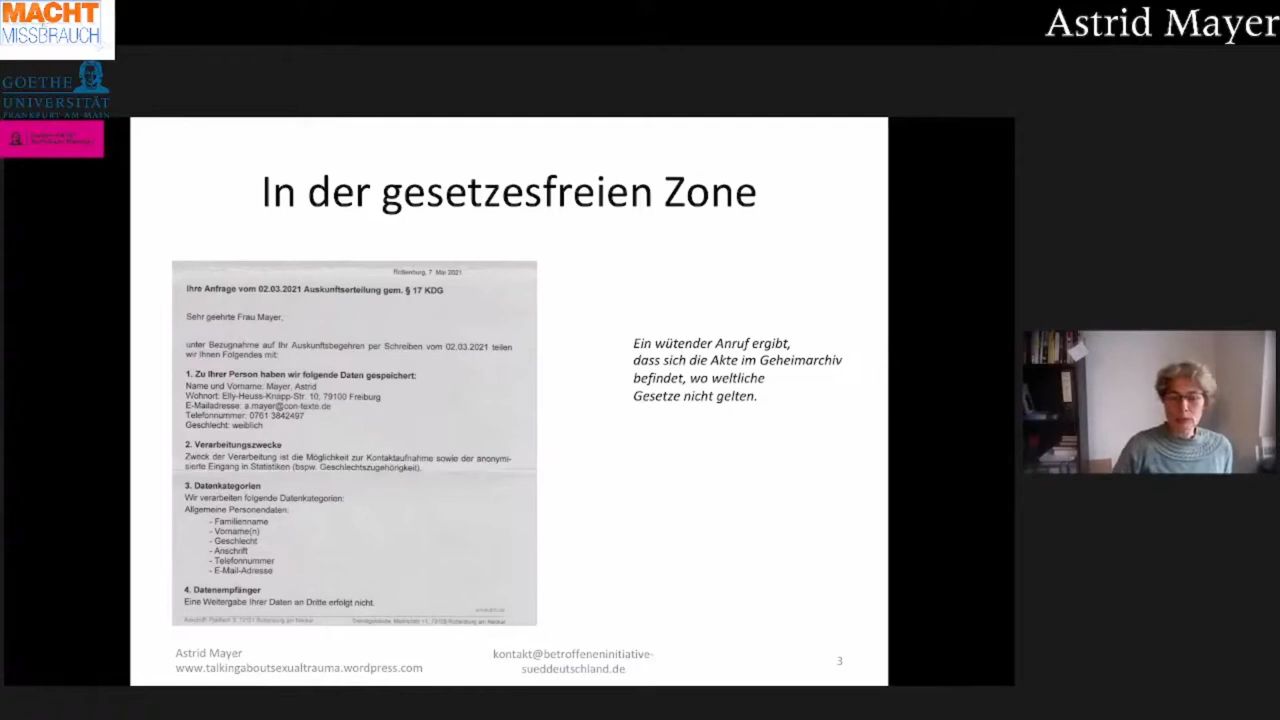 MACHT
MISSBRAUCH
Astrid Mayer
GOETHE
UNIVERSITÄT
FRANKFURT AM MAIN
In der gesetzesfreien Zone
Rottenburg, 7. Mai 2021
Ihre Anfrage vom 02.03.2021 Auskunftserteilung gem. § 17 KDG
Sehr geehrte Frau Mayer,
unter Bezugnahme auf Ihr Auskunftsbegehren per Schreiben vom 02.03.2021 teilen
wir Ihnen Folgendes mit:
1. Zu Ihrer Person haben wir folgende Daten gespeichert:
Name und Vorname: Mayer, Astrid
Wohnort: Elly-Heuss-Knapp-Str. 10, 79100 Freiburg
E-Mailadresse: a.mayer@con-texte.de
Telefonnummer: 0761 3842497
Geschlecht: weiblich
2. Verarbeitungszwecke
Zweck der Verarbeitung ist die Möglichkeit zur Kontaktaufnahme sowie der anonymi-
sierte Eingang in Statistiken (bspw. Geschlechtszugehörigkeit).
3. Datenkategorien
Wir verarbeiten folgende Datenkategorien:
Allgemeine Personendaten:
- Familienname
- Vorname(n)
- Geschlecht
- Anschrift
- Telefonnummer
- E-Mail-Adresse
4. Datenempfänger
Eine Weitergabe Ihrer Daten an Dritte erfolgt nicht.
Ein wütender Anruf ergibt,
dass sich die Akte im Geheimarchiv
befindet, wo weltliche
Gesetze nicht gelten.
Astrid Mayer
www.talkingaboutsexualtrauma.wordpress.com
kontakt@betroffeneninitiative-
sueddeutschland.de
3